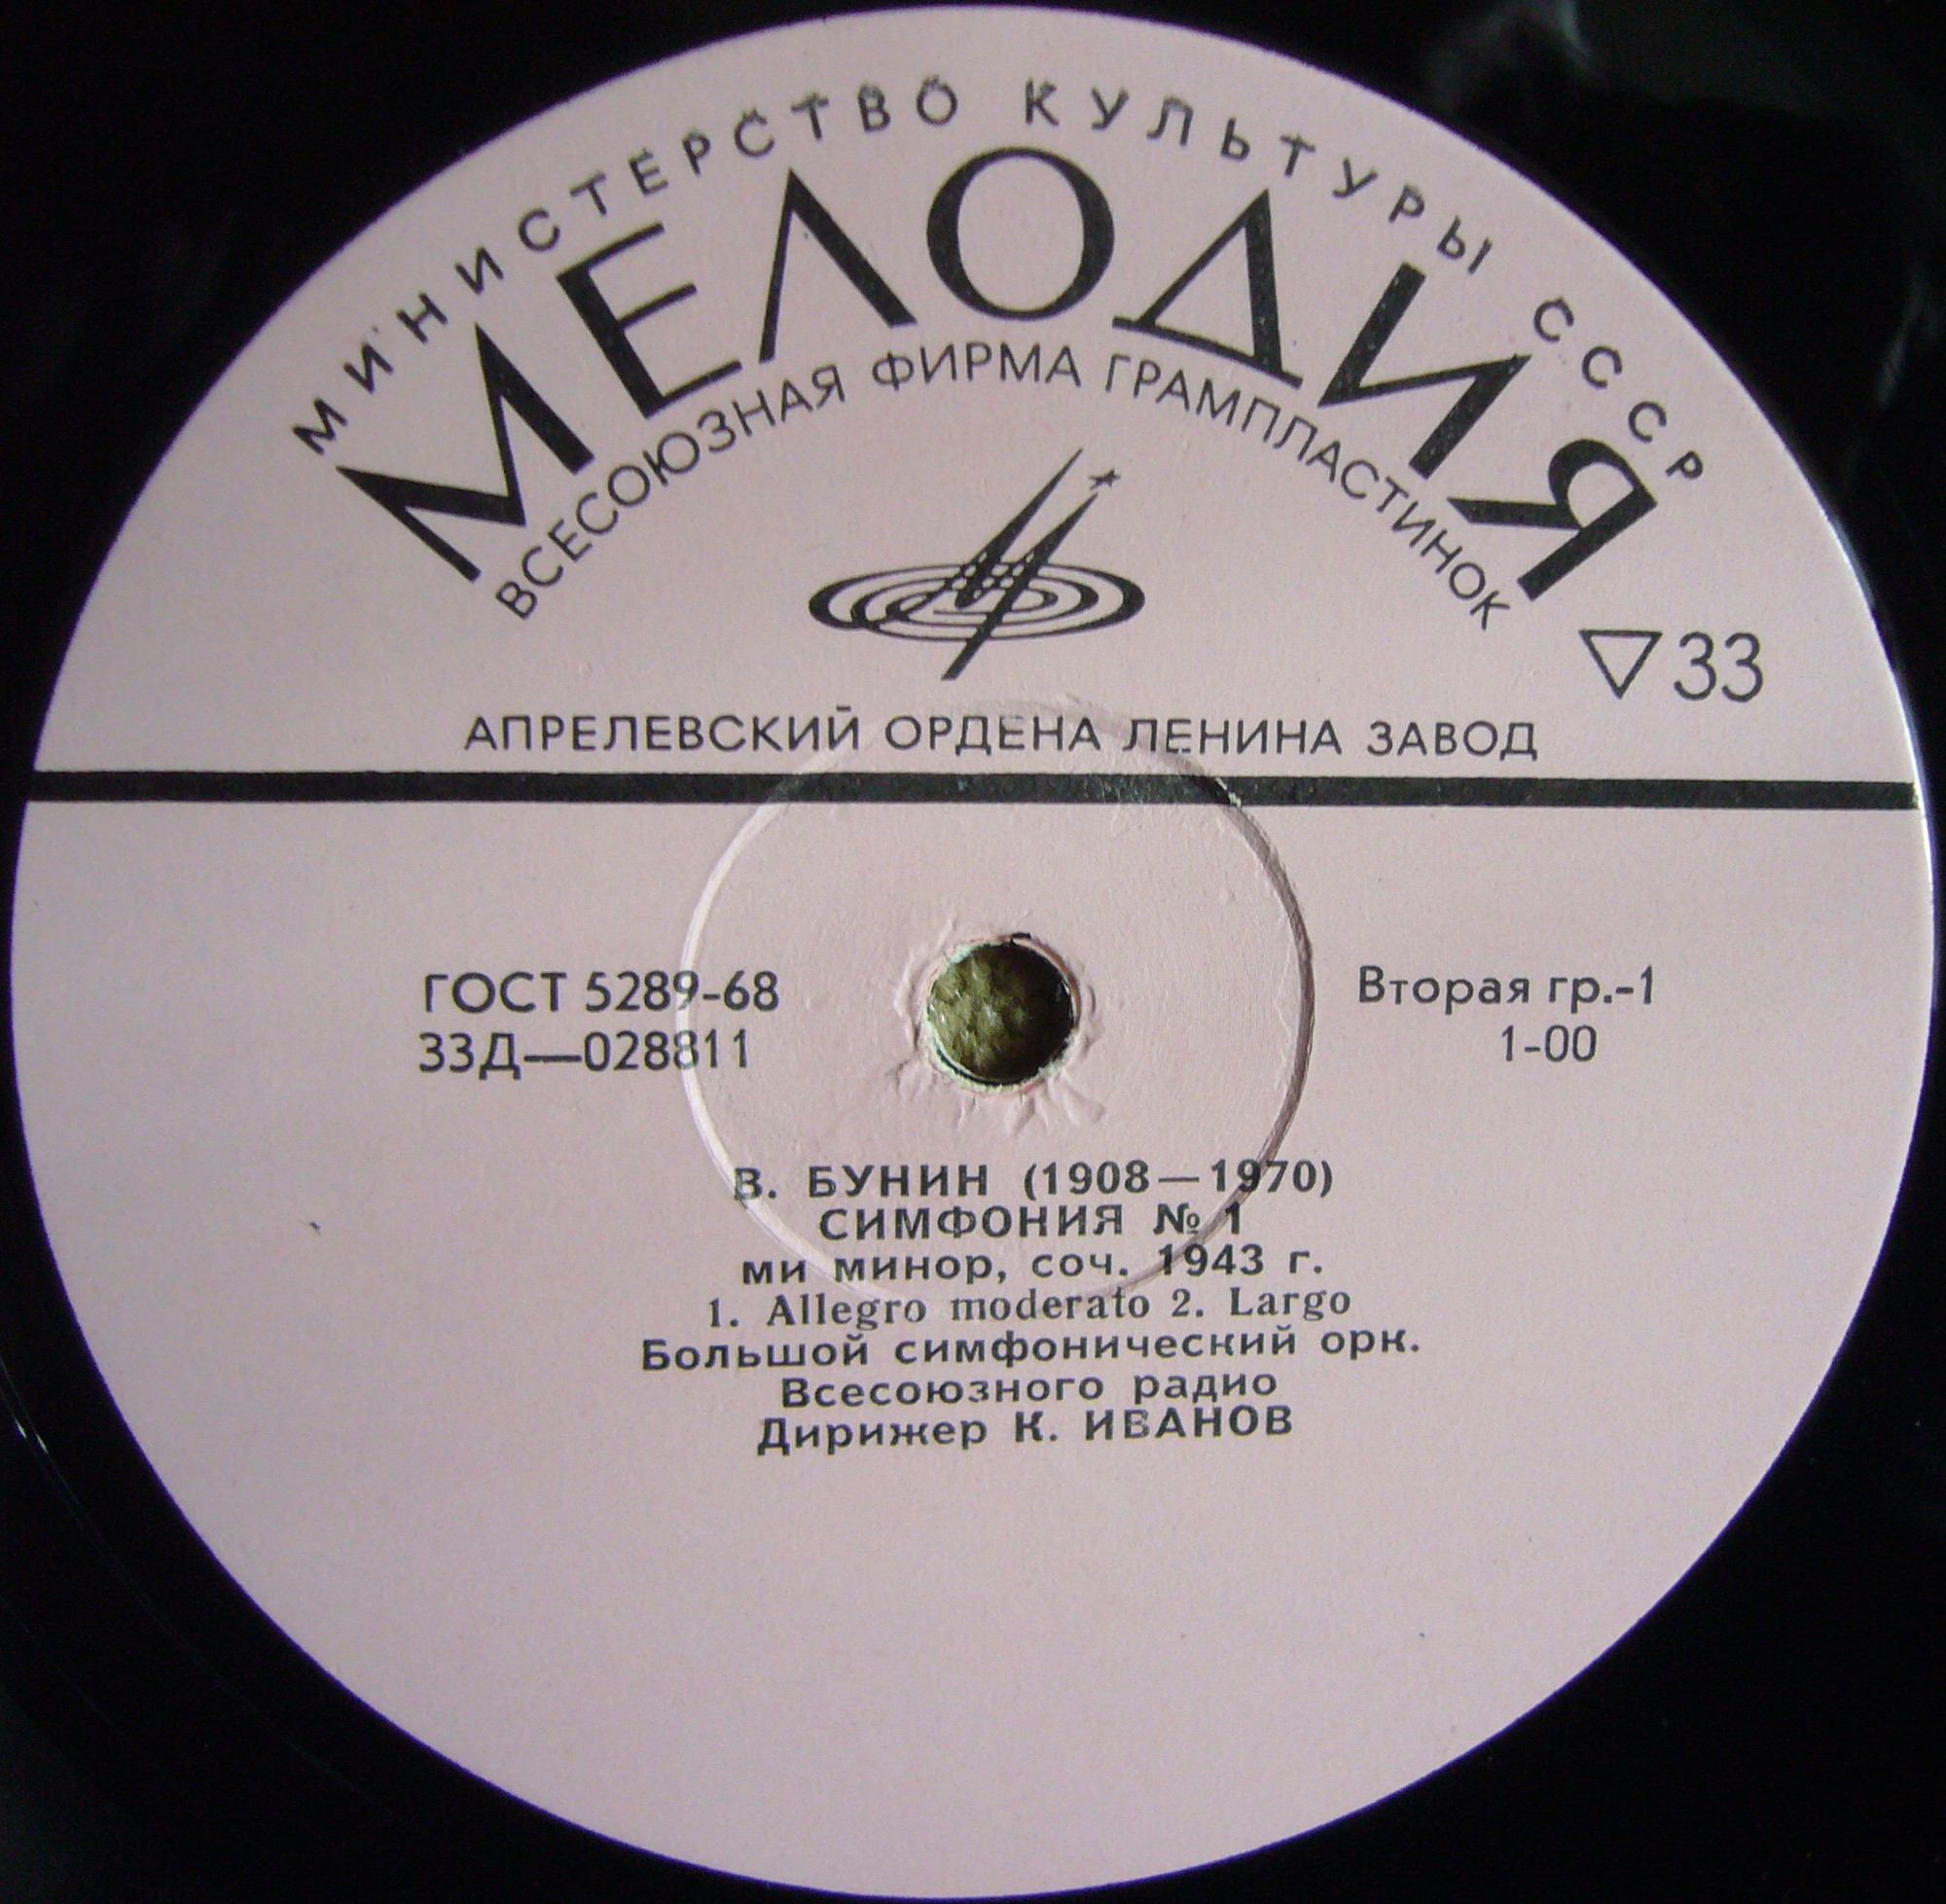 МИНИСТЕРСТВО КУЛЬТУРЫ СССР
МЕЛОДИЯ
ВСЕСОЮЗНАЯ ФИРМА ГРАМПЛАСТИНОК
33
АПРЕЛЕВСКИЙ ОРДЕНА ЛЕНИНА ЗАВОД
ГОСТ 5289-68
33Д—028811
Вторая гр.-1
1-00
В. БУНИН (1908—1970)
СИМФОНИЯ № 1
ми минор, соч. 1943 г.
1. Allegro moderato 2. Largo
Большой симфонический орк.
Всесоюзного радио
Дирижер К. ИВАНОВ